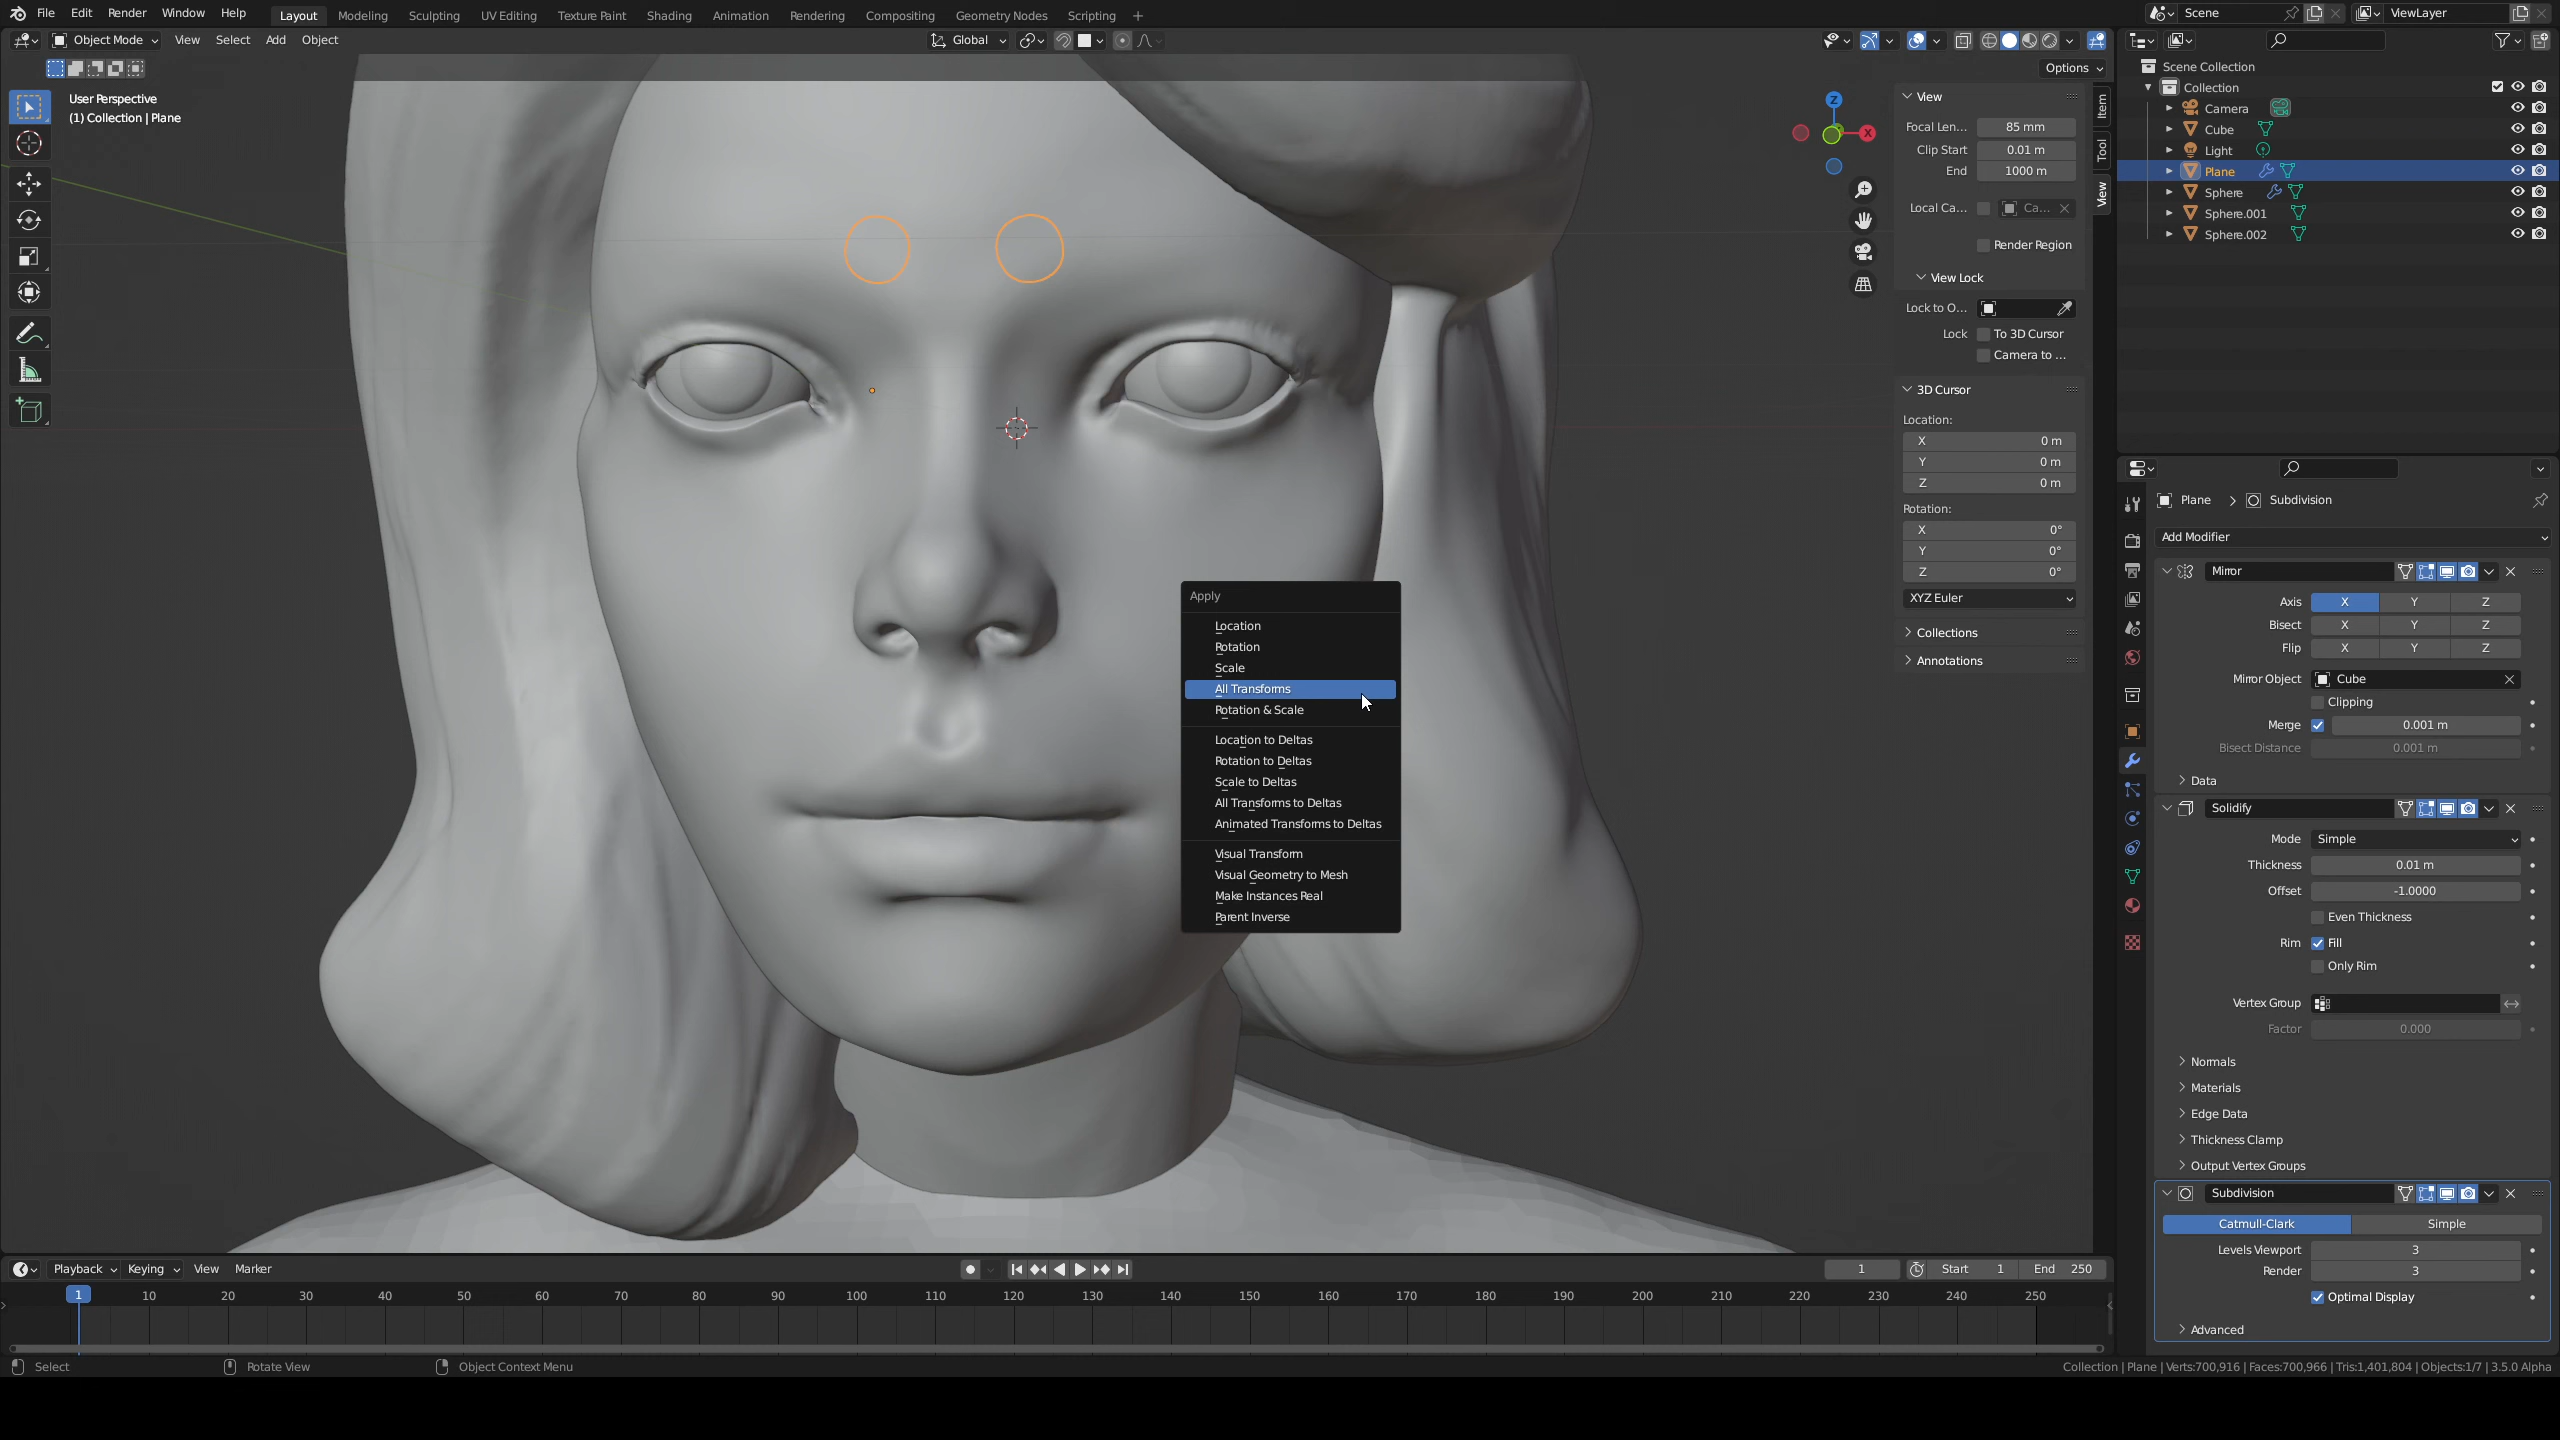 File Edit Render Window Help Layout Modeling Sculpting UV Editing Texture Paint Shading Animation Rendering Compositing Geometry Nodes Scripting + Scene ViewLayer
Object Mode View Select Add Object Global
Options
User Perspective
(1) Collection | Plane
Z
X
View
Focal Len... 85 mm
Clip Start 0.01 m
End 1000 m
Local Ca... Ca...
Render Region
View Lock
Lock to O...
Lock To 3D Cursor
Camera to ...
3D Cursor
Location:
X 0 m
Y 0 m
Z 0 m
Rotation:
X 0°
Y 0°
Z 0°
XYZ Euler
Collections
Annotations
Item
Tool
View
Apply
Location
Rotation
Scale
All Transforms
Rotation & Scale
Location to Deltas
Rotation to Deltas
Scale to Deltas
All Transforms to Deltas
Animated Transforms to Deltas
Visual Transform
Visual Geometry to Mesh
Make Instances Real
Parent Inverse
Scene Collection
Collection
Camera
Cube
Light
Plane
Sphere
Sphere.001
Sphere.002
Plane Subdivision
Add Modifier
Mirror
Axis X Y Z
Bisect X Y Z
Flip X Y Z
Mirror Object Cube
Clipping
Merge 0.001 m
Bisect Distance 0.001 m
Data
Solidify
Mode Simple
Thickness 0.01 m
Offset -1.0000
Even Thickness
Rim Fill
Only Rim
Vertex Group
Factor 0.000
Normals
Materials
Edge Data
Thickness Clamp
Output Vertex Groups
Subdivision
Catmull-Clark Simple
Levels Viewport 3
Render 3
Optimal Display
Advanced
Playback Keying View Marker 1 Start 1 End 250
1 10 20 30 40 50 60 70 80 90 100 110 120 130 140 150 160 170 180 190 200 210 220 230 240 250
Select Rotate View Object Context Menu Collection | Plane | Verts:700,916 | Faces:700,966 | Tris:1,401,804 | Objects:1/7 | 3.5.0 Alpha